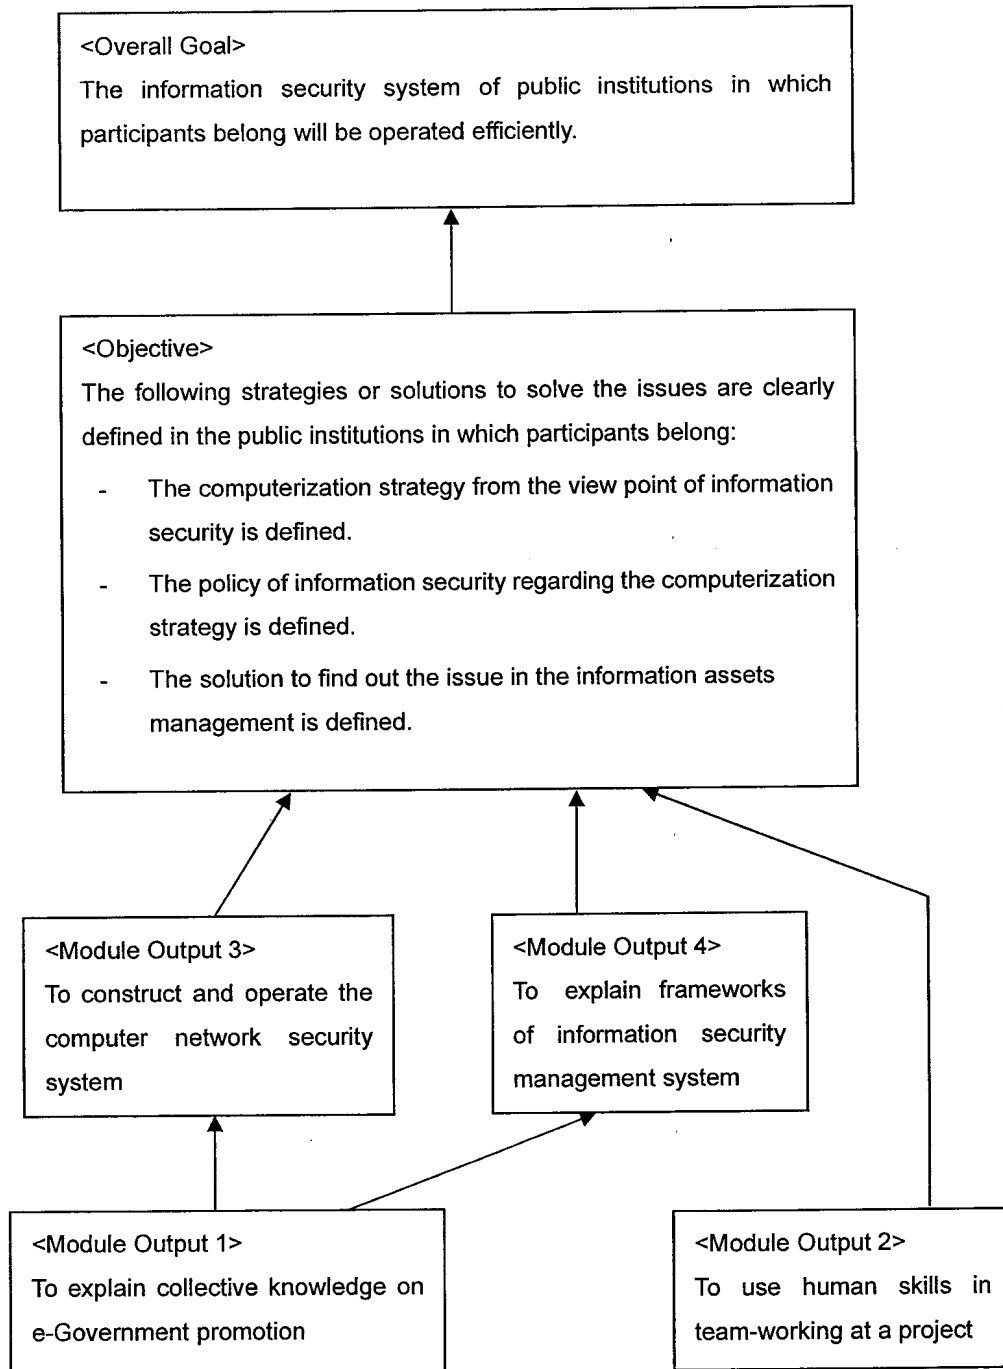 <Overall Goal>
The information security system of public institutions in which
participants belong will be operated efficiently.
<Objective>
The following strategies or solutions to solve the issues are clearly
defined in the public institutions in which participants belong:
- The computerization strategy from the view point of information
security is defined.
- The policy of information security regarding the computerization
strategy is defined.
- The solution to find out the issue in the information assets
management is defined.
<Module Output 3>
To construct and operate the
computer network security
system
<Module Output 4>
To explain frameworks
of information security
management system
<Module Output 1>
To explain collective knowledge on
e-Government promotion
<Module Output 2>
To use human skills in
team-working at a project